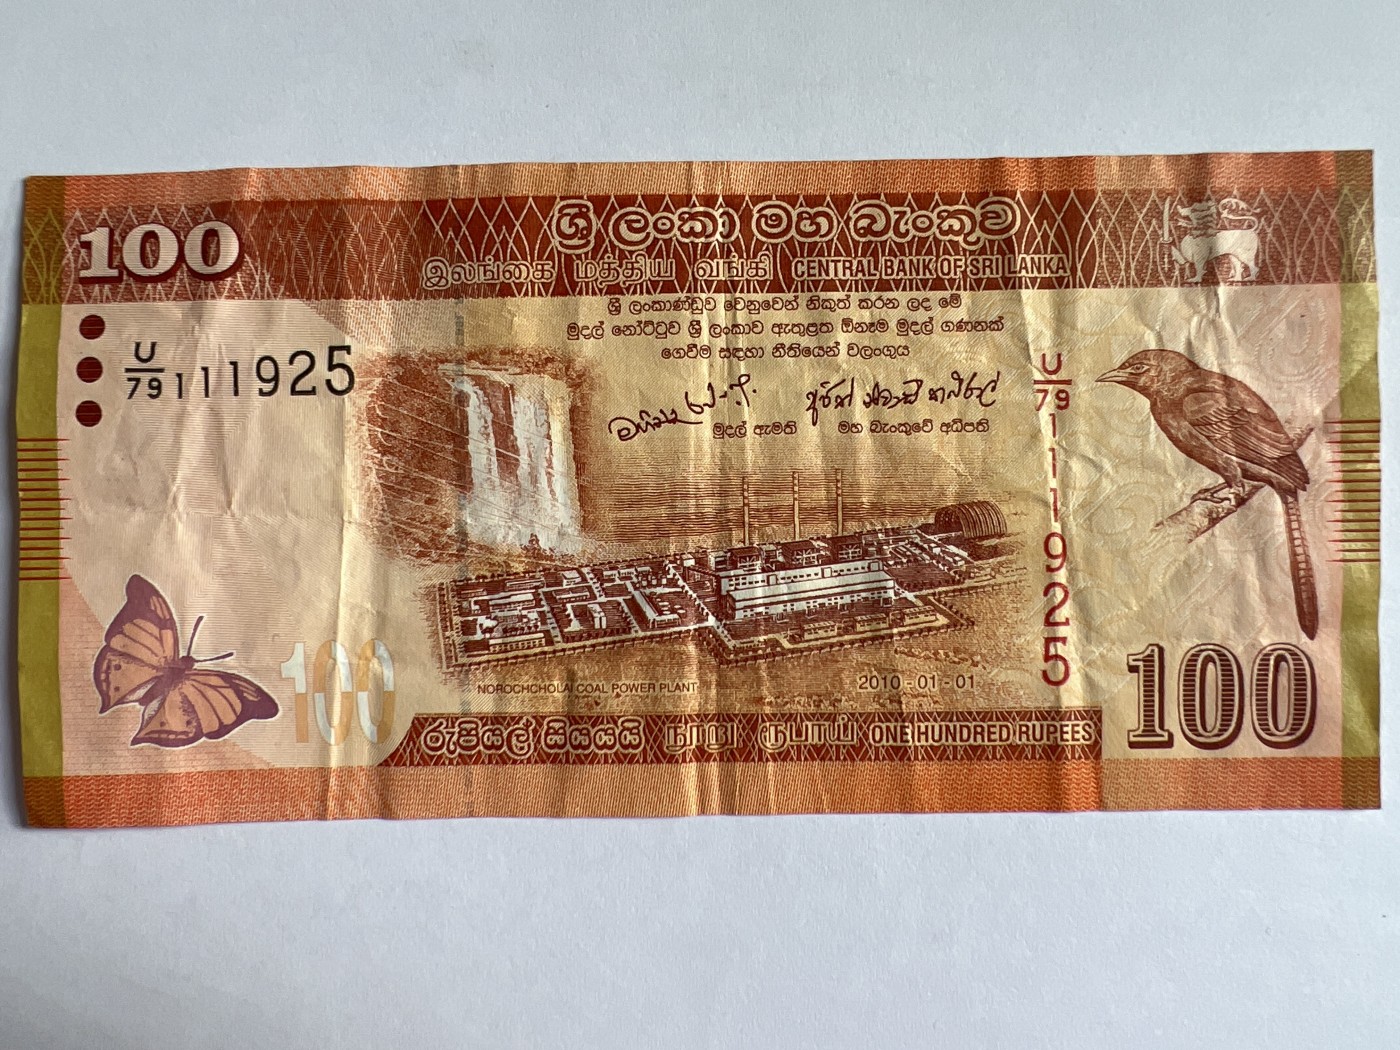 100
ශ්‍රී ලංකා මහ බැංකුව
இலங்கை மத்திய வங்கி CENTRAL BANK OF SRI LANKA
ශ්‍රී ලංකාණ්ඩුව වෙනුවෙන් නිකුත් කරන ලද මේ
මුදල් නෝට්ටුව ශ්‍රී ලංකාව ඇතුළත ඕනෑම මුදල් ගණනක්
ගෙවීම සඳහා නීතියෙන් වලංගුය
U/79 111925
U/79 111925
මුදල් ඇමති මහ බැංකුවේ අධිපති
100
NOROCHCHOLAI COAL POWER PLANT
2010-01-01
රුපියල් සියයයි நூறு ரூபாய் ONE HUNDRED RUPEES
100